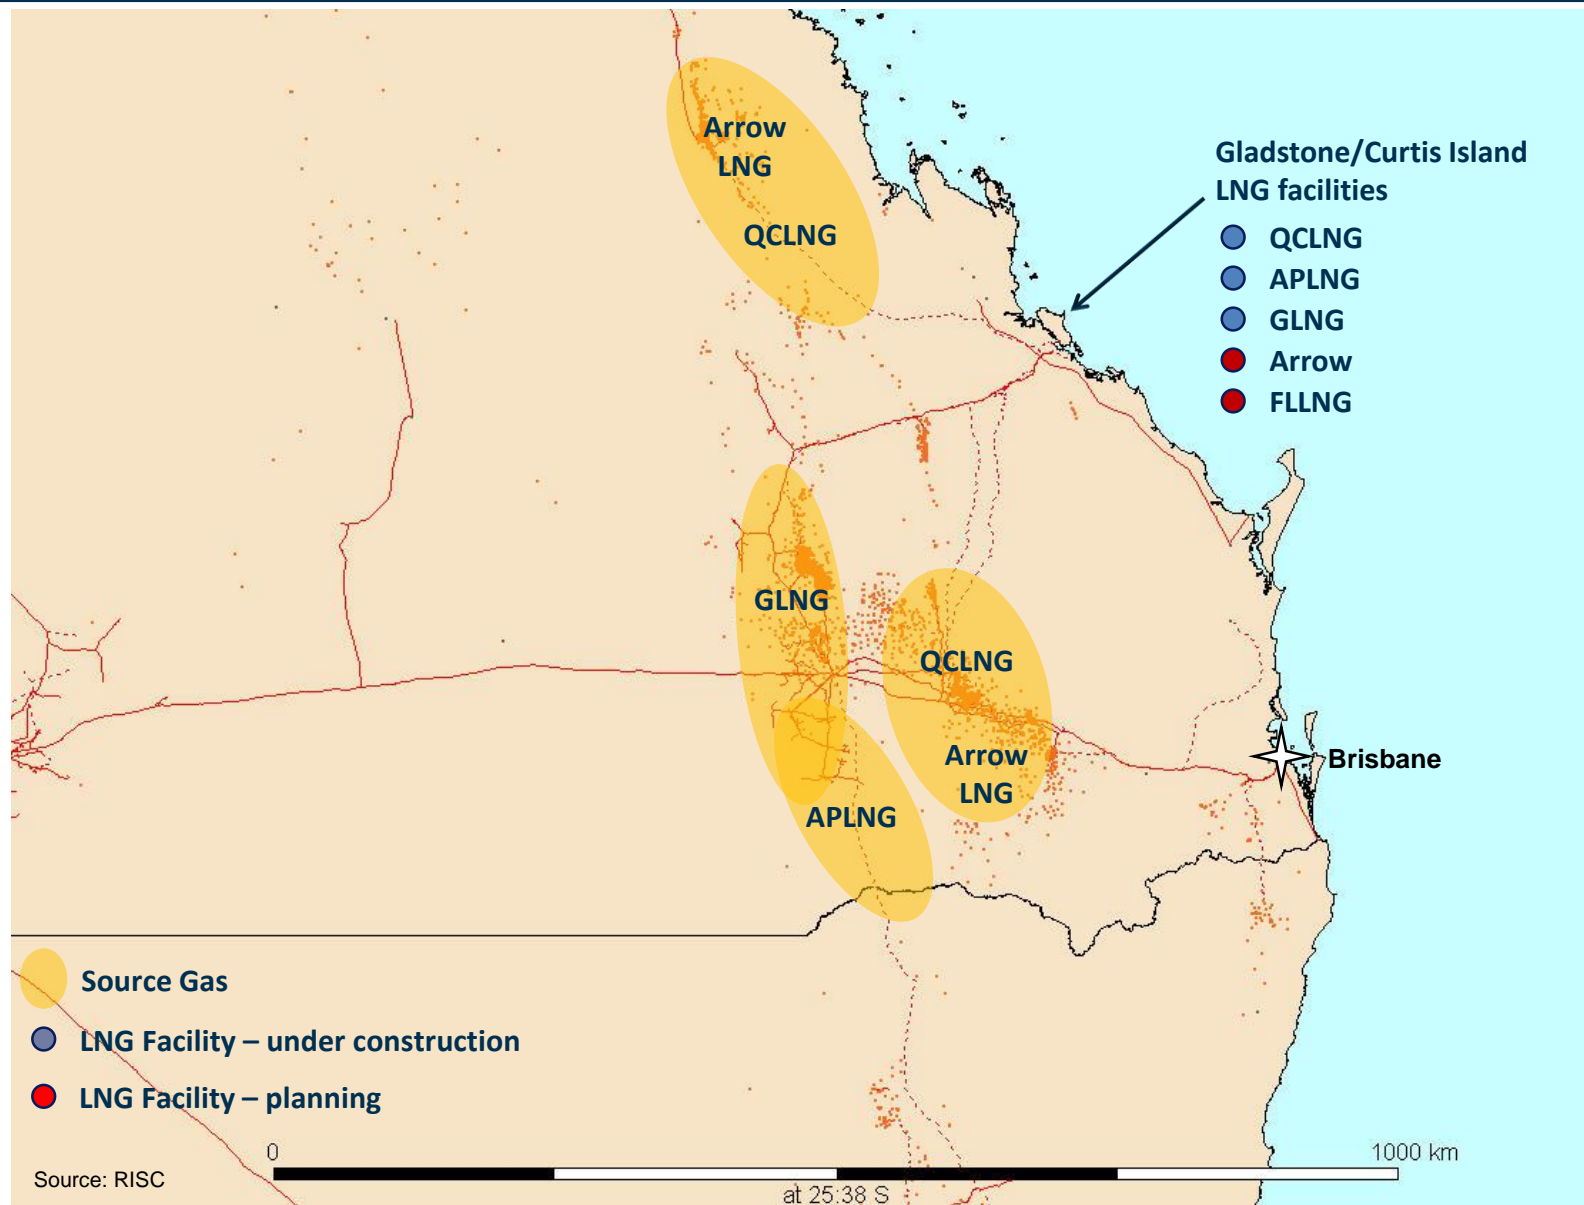 Arrow
LNG
QCLNG
Gladstone/Curtis Island
LNG facilities
QCLNG
APLNG
GLNG
Arrow
FLLNG
GLNG
QCLNG
Arrow
LNG
APLNG
Brisbane
Source Gas
LNG Facility – under construction
LNG Facility – planning
Source: RISC
0
1000 km
at 25:38 S